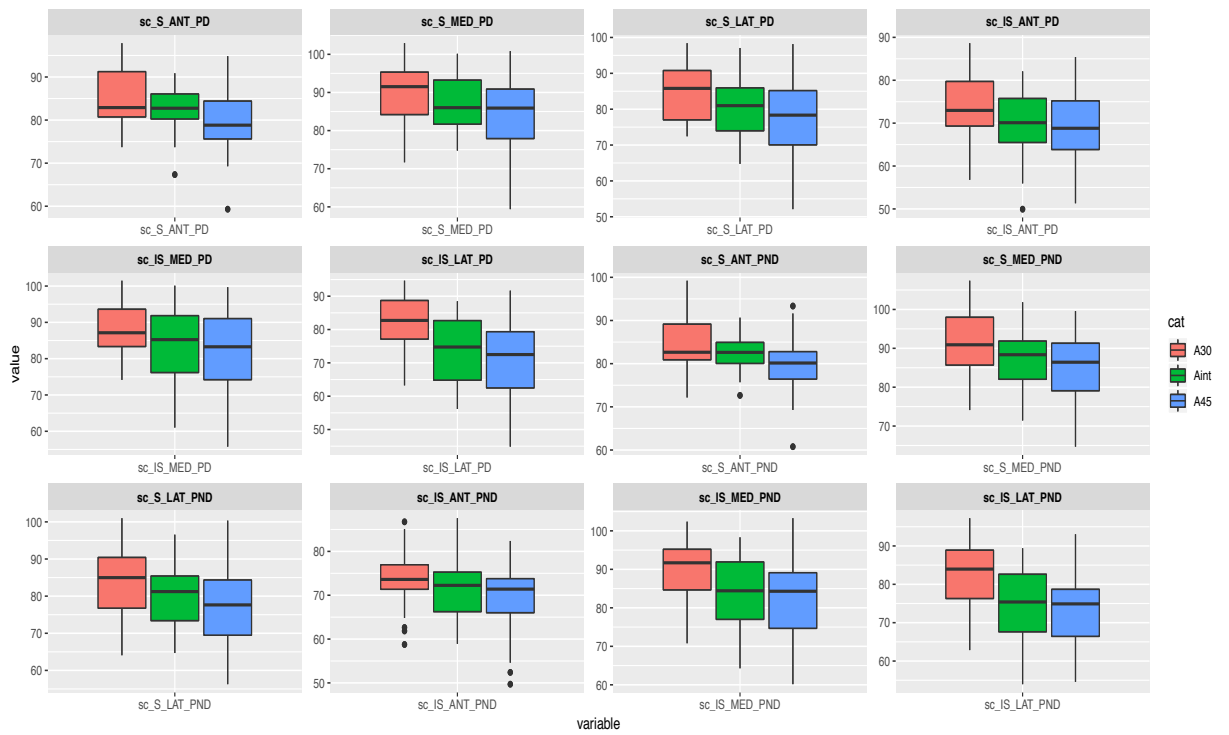 sc_S_ANT_PD
sc_S_MED_PD
sc_S_LAT_PD
sc_IS_ANT_PD
90
80
70
60
100
90
80
70
60
100
90
80
70
60
50
90
80
70
60
50
sc_S_ANT_PD
sc_S_MED_PD
sc_S_LAT_PD
sc_IS_ANT_PD
sc_IS_MED_PD
sc_IS_LAT_PD
sc_S_ANT_PND
sc_S_MED_PND
100
90
80
70
60
90
80
70
60
50
100
90
80
70
60
100
90
80
70
sc_IS_MED_PD
sc_IS_LAT_PD
sc_S_ANT_PND
sc_S_MED_PND
sc_S_LAT_PND
sc_IS_ANT_PND
sc_IS_MED_PND
sc_IS_LAT_PND
100
90
80
70
60
80
70
60
50
100
90
80
70
60
90
80
70
60
sc_S_LAT_PND
sc_IS_ANT_PND
sc_IS_MED_PND
sc_IS_LAT_PND
value
variable
cat
A30
Aint
A45